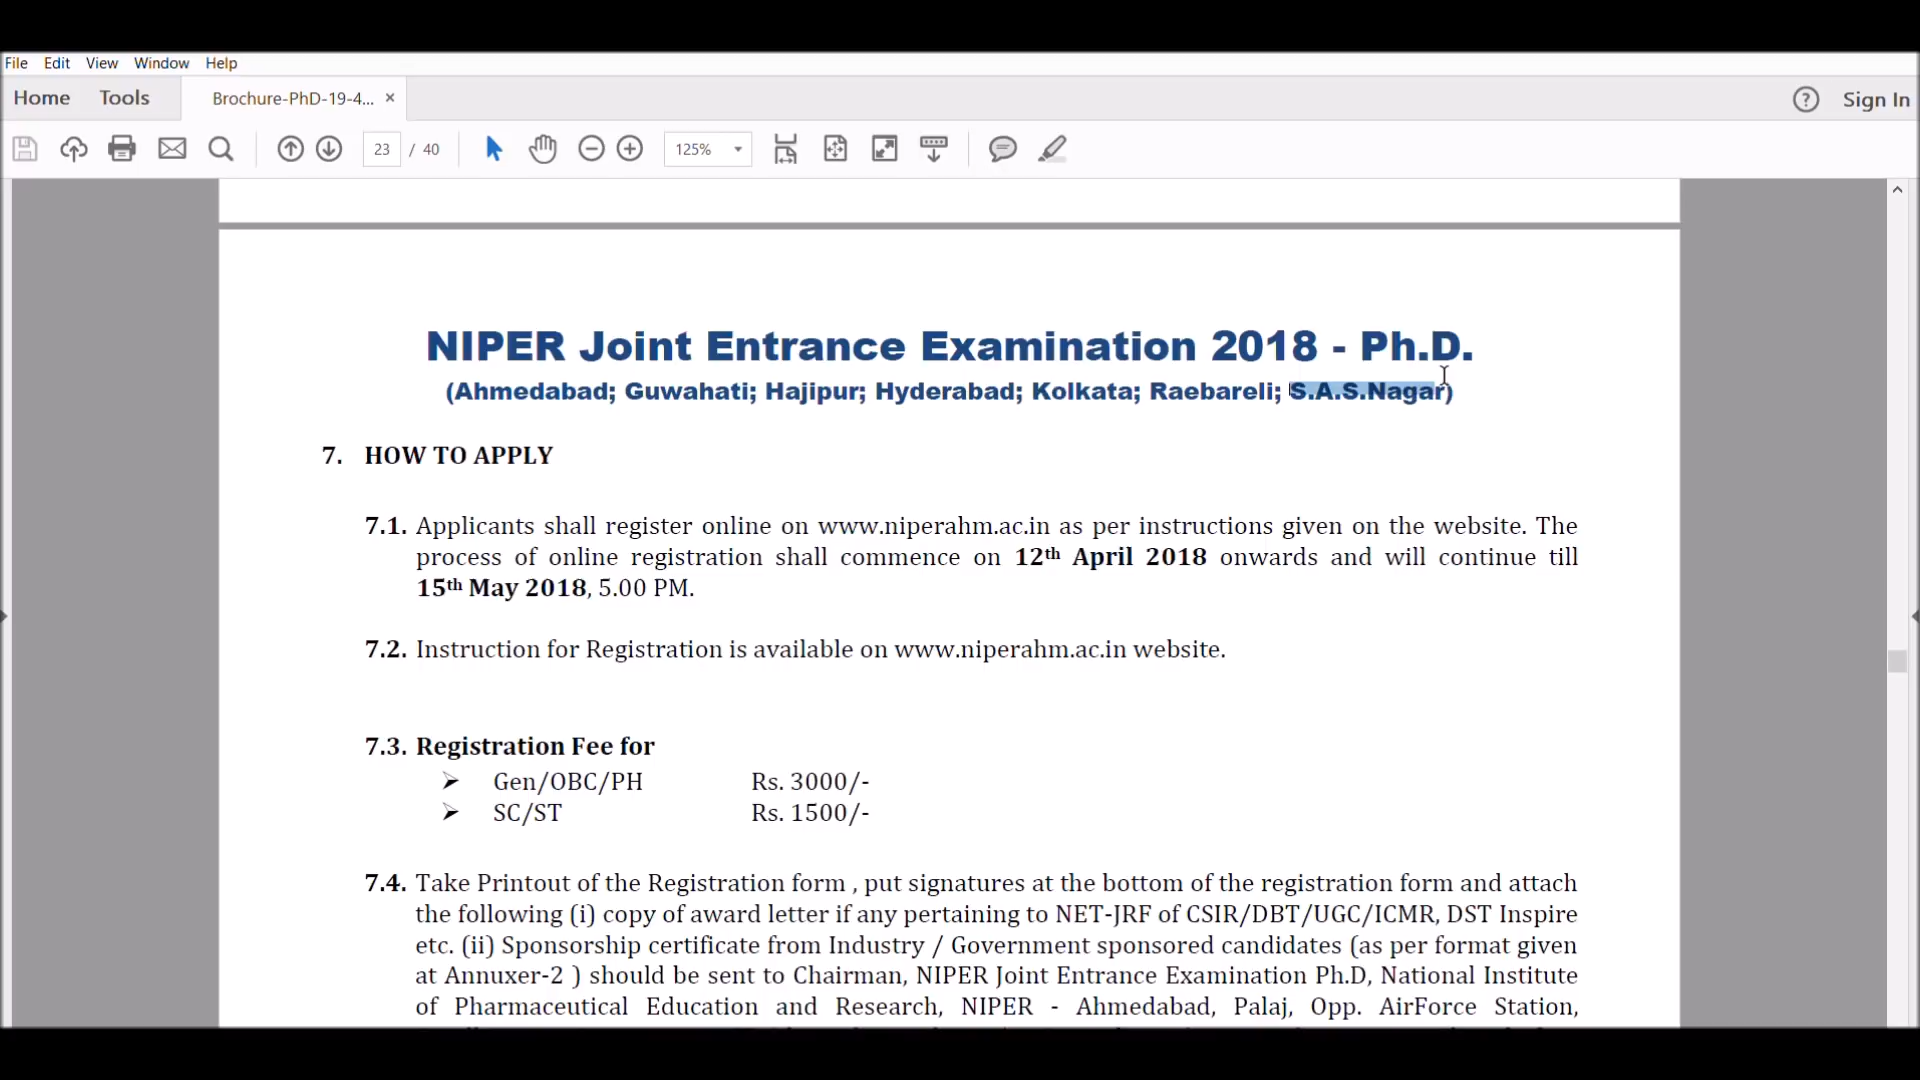 File Edit View Window Help
Home Tools Brochure-PhD-19-4... × ? Sign In
23 / 40 125%
NIPER Joint Entrance Examination 2018 - Ph.D.
(Ahmedabad; Guwahati; Hajipur; Hyderabad; Kolkata; Raebareli; S.A.S.Nagar)
7. HOW TO APPLY
7.1. Applicants shall register online on www.niperahm.ac.in as per instructions given on the website. The
process of online registration shall commence on 12th April 2018 onwards and will continue till
15th May 2018, 5.00 PM.
7.2. Instruction for Registration is available on www.niperahm.ac.in website.
7.3. Registration Fee for
➢ Gen/OBC/PH Rs. 3000/-
➢ SC/ST Rs. 1500/-
7.4. Take Printout of the Registration form , put signatures at the bottom of the registration form and attach
the following (i) copy of award letter if any pertaining to NET-JRF of CSIR/DBT/UGC/ICMR, DST Inspire
etc. (ii) Sponsorship certificate from Industry / Government sponsored candidates (as per format given
at Annuxer-2 ) should be sent to Chairman, NIPER Joint Entrance Examination Ph.D, National Institute
of Pharmaceutical Education and Research, NIPER - Ahmedabad, Palaj, Opp. AirForce Station,